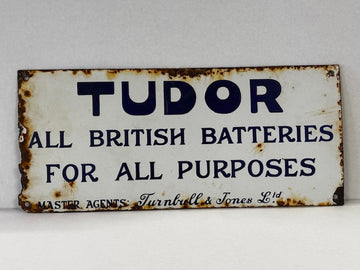 TUDOR
ALL BRITISH BATTERIES
FOR ALL PURPOSES
MASTER AGENTS: Turnbull & Jones Ltd